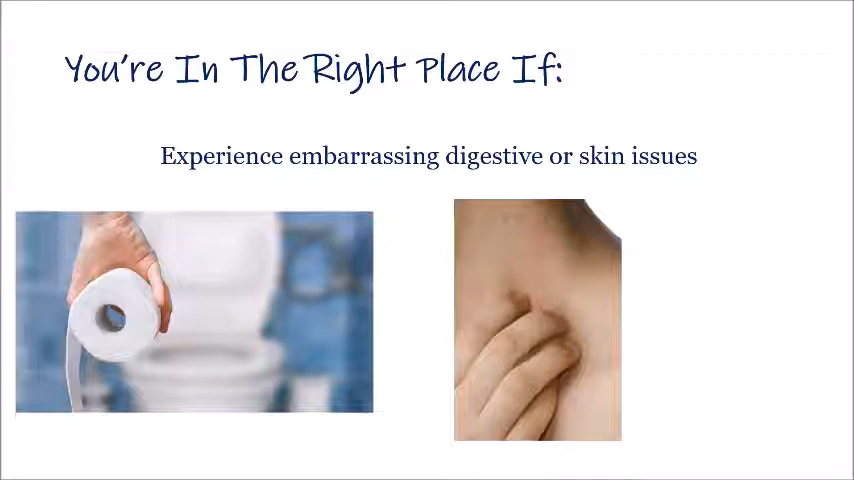 You're In The Right Place If:
Experience embarrassing digestive or skin issues